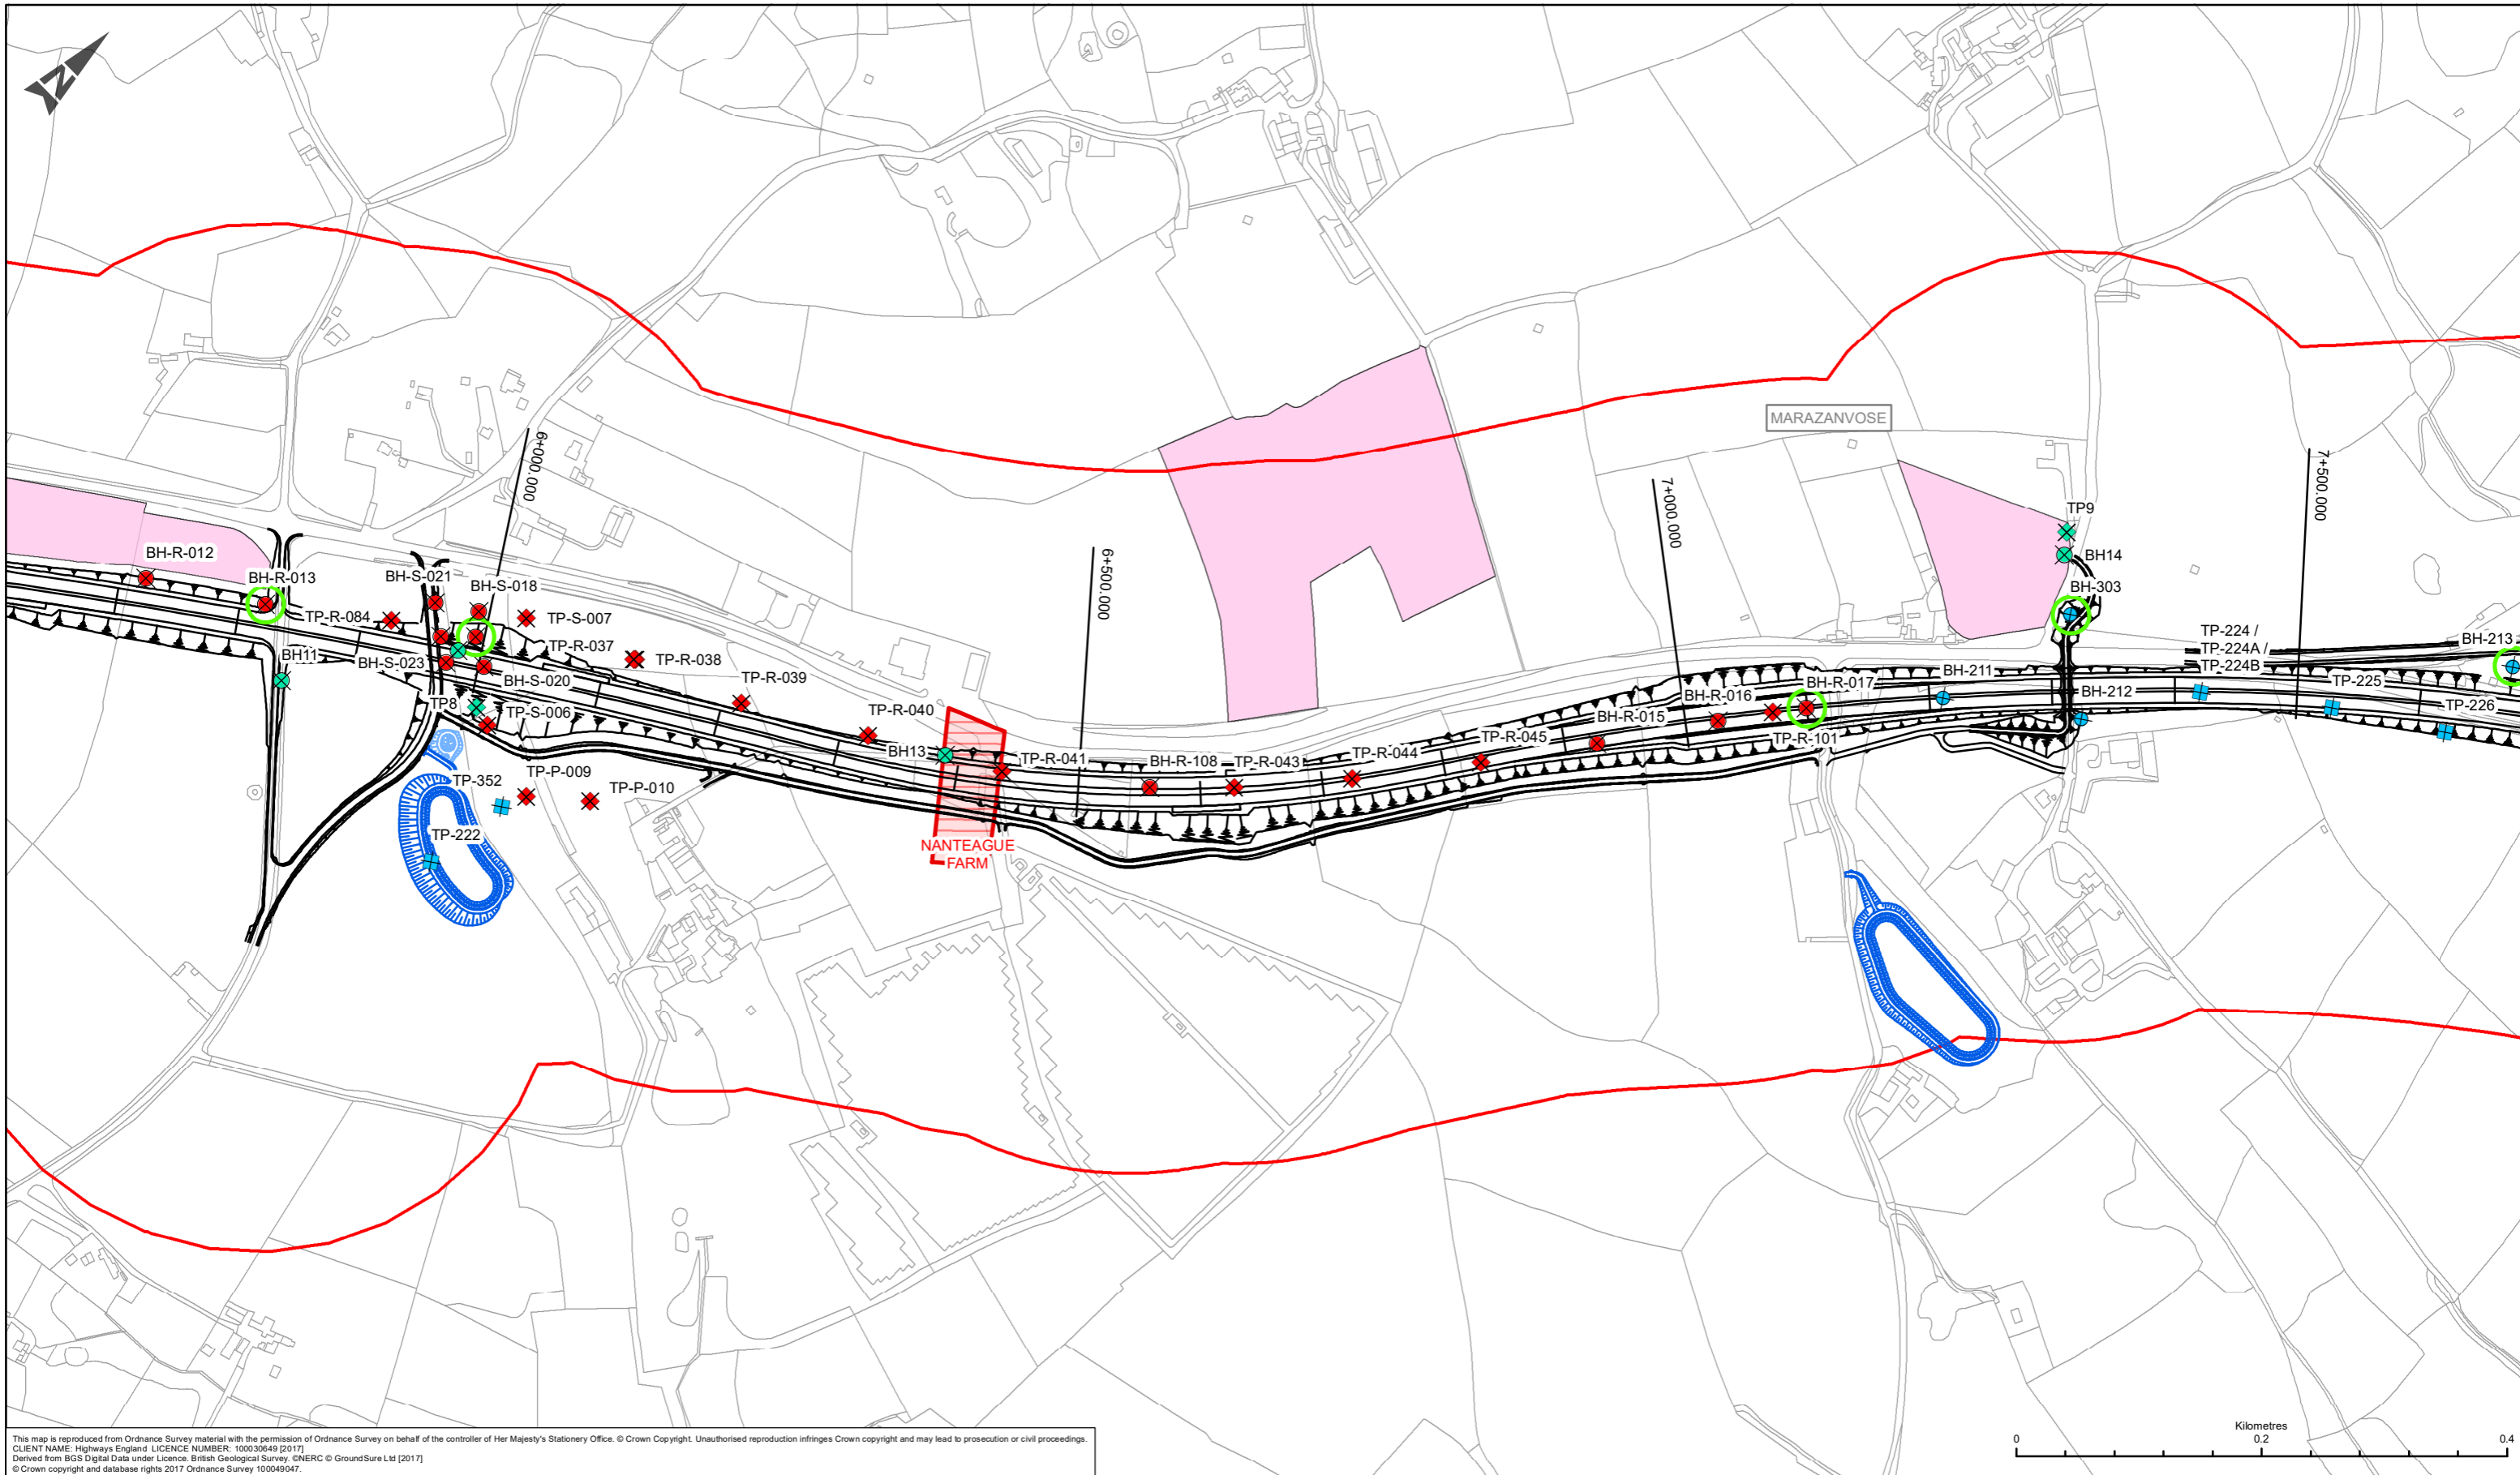 N
MARAZANVOSE
6+000.000
7+500.000
7+000.000
TP9
6+500.000
BH-R-012
BH14
BH-R-013
BH-S-021
BH-S-018
BH-303
TP-R-084
TP-S-007
TP-224 /
TP-224A /
TP-224B
BH-213
TP-R-037
BH11
BH-S-023
TP-R-038
BH-S-020
TP-R-039
BH-211
TP-225
BH-R-017
BH-R-016
BH-212
TP8
TP-S-006
TP-R-040
BH-R-015
TP-226
BH13
TP-R-041
BH-R-108
TP-R-043
TP-R-044
TP-R-045
TP-R-101
TP-352
TP-P-009
TP-P-010
TP-222
NANTEAGUE
FARM
Kilometres
0
0.2
0.4
This map is reproduced from Ordnance Survey material with the permission of Ordnance Survey on behalf of the controller of Her Majesty's Stationery Office. © Crown Copyright. Unauthorised reproduction infringes Crown copyright and may lead to prosecution or civil proceedings.
CLIENT NAME: Highways England LICENCE NUMBER: 100030649 [2017]
Derived from BGS Digital Data under Licence. British Geological Survey. ©NERC © GroundSure Ltd [2017]
© Crown copyright and database rights 2017 Ordnance Survey 100049047.